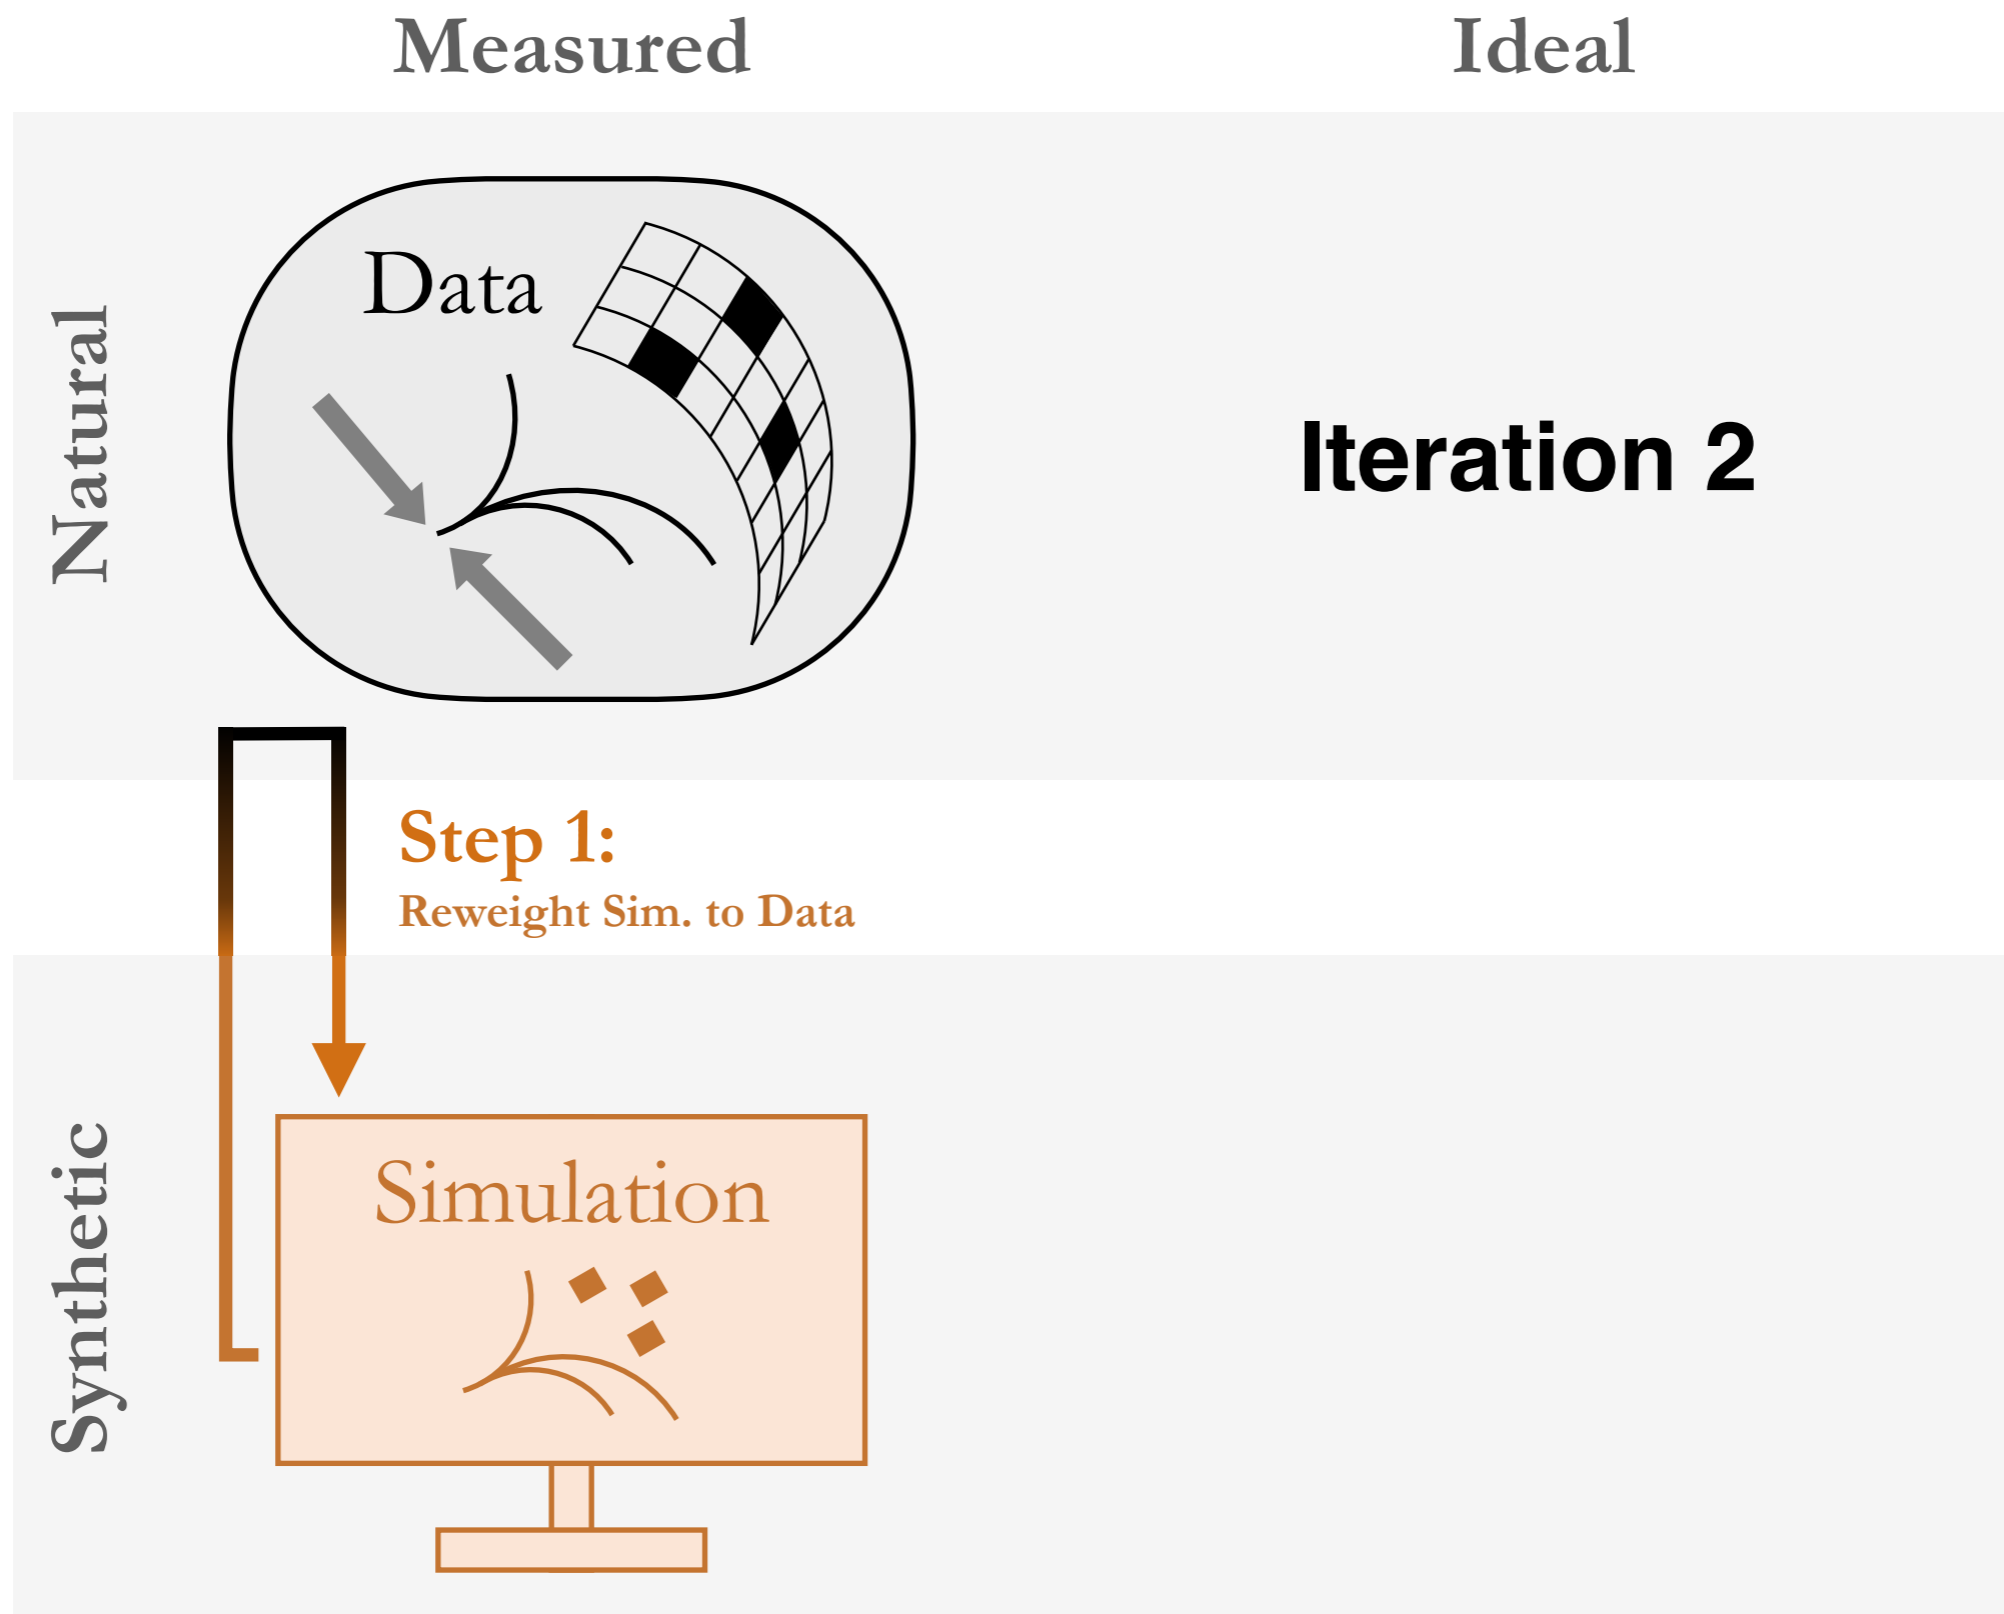 Measured
Ideal
Natural
Data
Iteration 2
Step 1:
Reweight Sim. to Data
Synthetic
Simulation